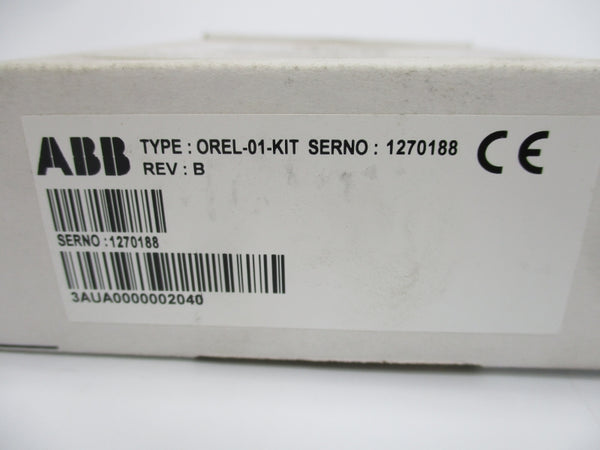 ABB TYPE : OREL-01-KIT SERNO : 1270188 CE
REV : B
SERNO :1270188
3AUA0000002040